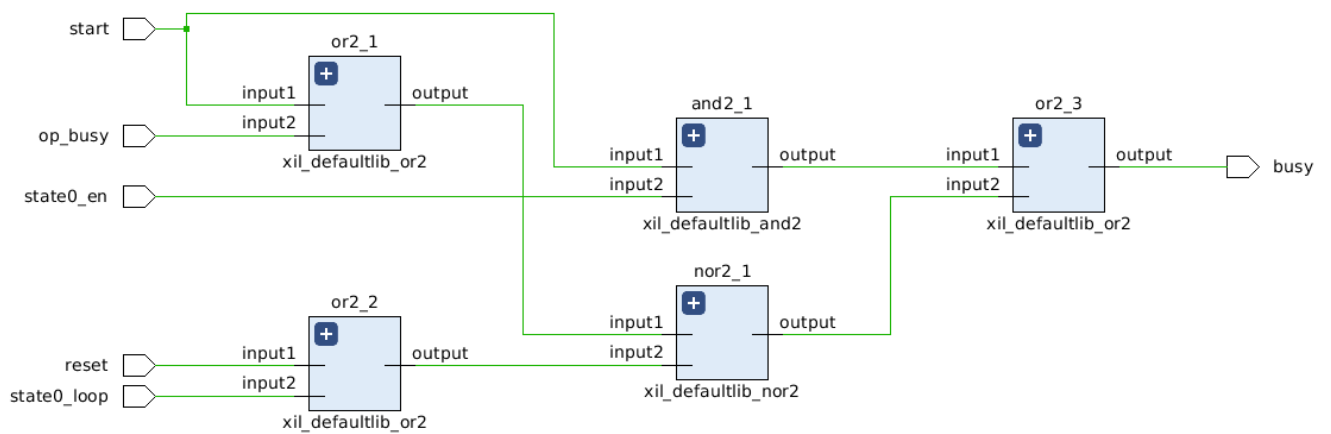 start
or2_1
input1
output
input2
op_busy
xil_defaultlib_or2
and2_1
input1
output
state0_en
input2
xil_defaultlib_and2
or2_3
input1
output
busy
input2
xil_defaultlib_or2
nor2_1
input1
output
input2
xil_defaultlib_nor2
or2_2
reset
input1
output
state0_loop
input2
xil_defaultlib_or2